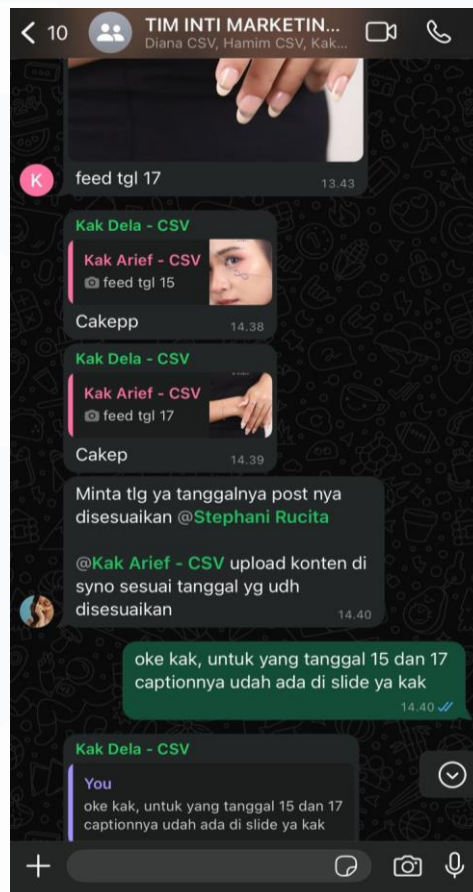 10
TIM INTI MARKETIN...
Diana CSV, Hamim CSV, Kak...
K
feed tgl 17
13.43
Kak Dela - CSV
Kak Arief - CSV
feed tgl 15
Cakepp
14.38
Kak Dela - CSV
Kak Arief - CSV
feed tgl 17
Cakep
14.39
Minta tlg ya tanggalnya post nya
disesuaikan @Stephani Rucita
@Kak Arief - CSV upload konten di
syno sesuai tanggal yg udh
disesuaikan
14.40
oke kak, untuk yang tanggal 15 dan 17
captionnya udah ada di slide ya kak
14.40
Kak Dela - CSV
You
oke kak, untuk yang tanggal 15 dan 17
captionnya udah ada di slide ya kak